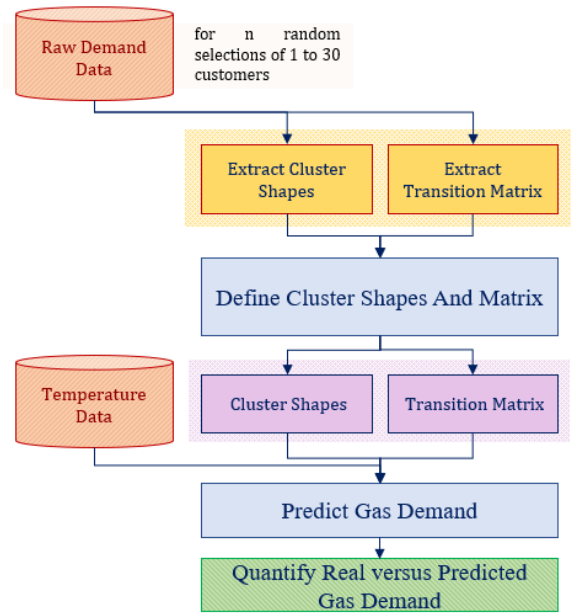 Raw Demand
Data
for n random
selections of 1 to 30
customers
Extract Cluster
Shapes
Extract
Transition Matrix
Define Cluster Shapes And Matrix
Temperature
Data
Cluster Shapes
Transition Matrix
Predict Gas Demand
Quantify Real versus Predicted
Gas Demand